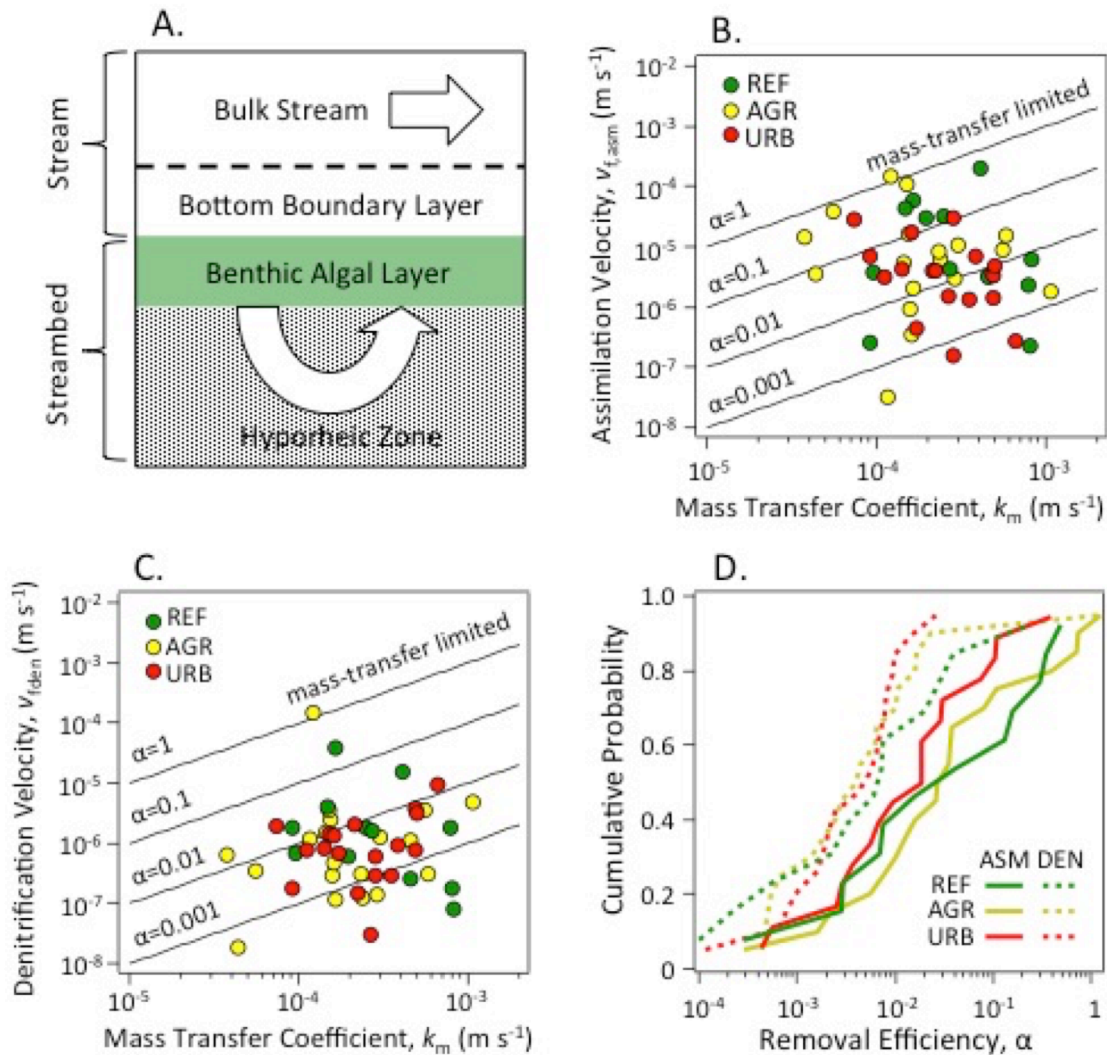 A.
Stream
Streambed
Bulk Stream
Bottom Boundary Layer
Benthic Algal Layer
Hyporheic Zone
B.
Assimilation Velocity, v_f,asm (m s⁻¹)
10⁻²
10⁻³
10⁻⁴
10⁻⁵
10⁻⁶
10⁻⁷
10⁻⁸
REF
AGR
URB
mass-transfer limited
α=1
α=0.1
α=0.01
α=0.001
10⁻⁵ 10⁻⁴ 10⁻³
Mass Transfer Coefficient, k_m (m s⁻¹)
C.
Denitrification Velocity, v_fden (m s⁻¹)
10⁻²
10⁻³
10⁻⁴
10⁻⁵
10⁻⁶
10⁻⁷
10⁻⁸
REF
AGR
URB
mass-transfer limited
α=1
α=0.1
α=0.01
α=0.001
10⁻⁵ 10⁻⁴ 10⁻³
Mass Transfer Coefficient, k_m (m s⁻¹)
D.
Cumulative Probability
1.0
0.8
0.6
0.4
0.2
0
ASM DEN
REF
AGR
URB
10⁻⁴ 10⁻³ 10⁻² 10⁻¹ 1
Removal Efficiency, α